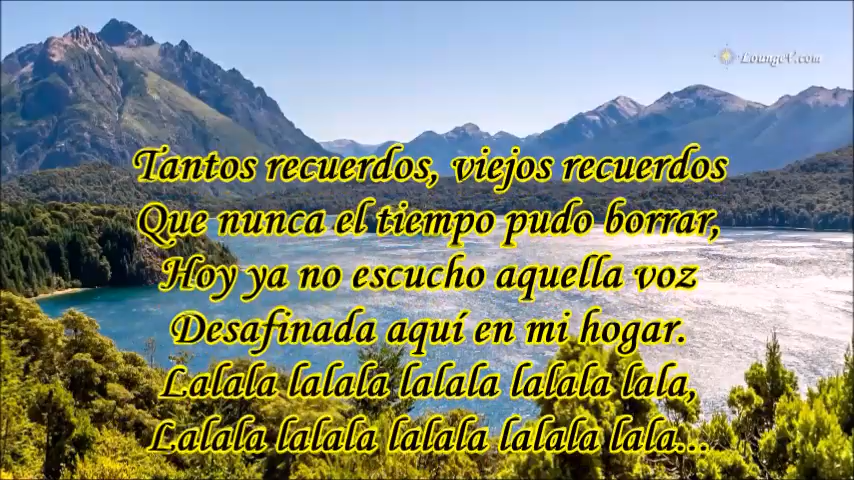 LoungeV.com
Tantos recuerdos, viejos recuerdos
Que nunca el tiempo pudo borrar,
Hoy ya no escucho aquella voz
Desafinada aquí en mi hogar.
Lalala lalala lalala lalala lala,
Lalala lalala lalala lalala lala...